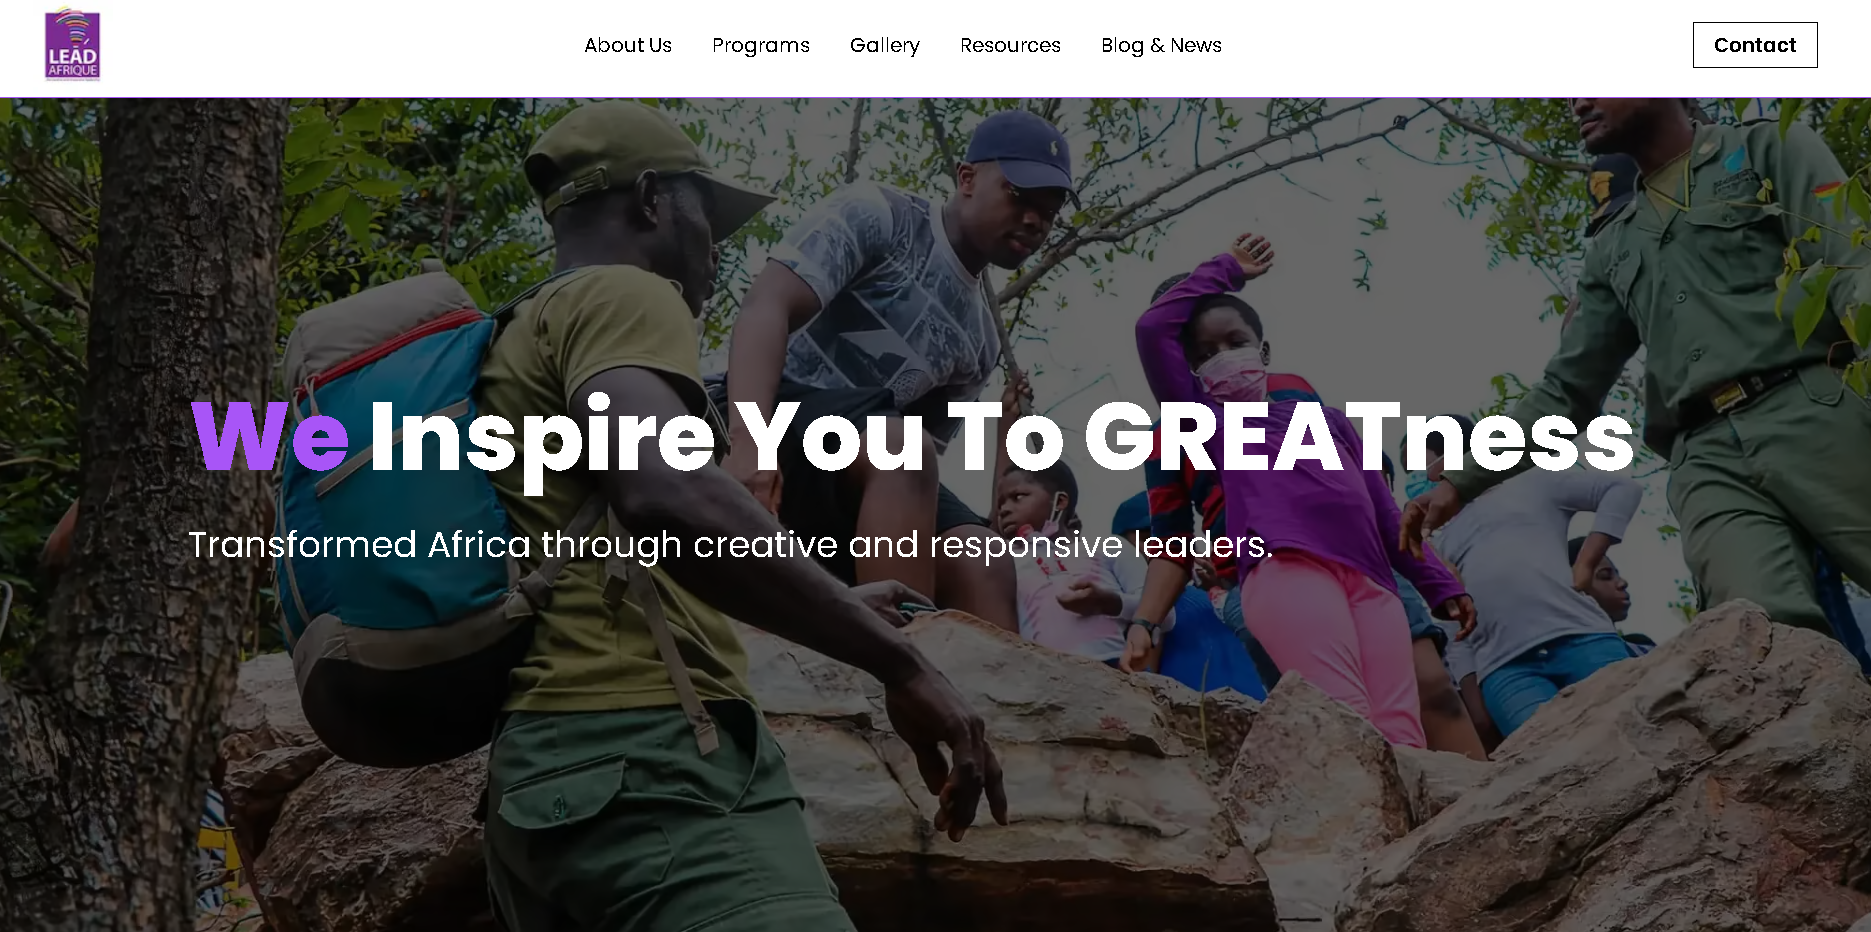 LEAD
AFRIQUE
About Us
Programs
Gallery
Resources
Blog & News
Contact
We Inspire You To GREATness
Transformed Africa through creative and responsive leaders.